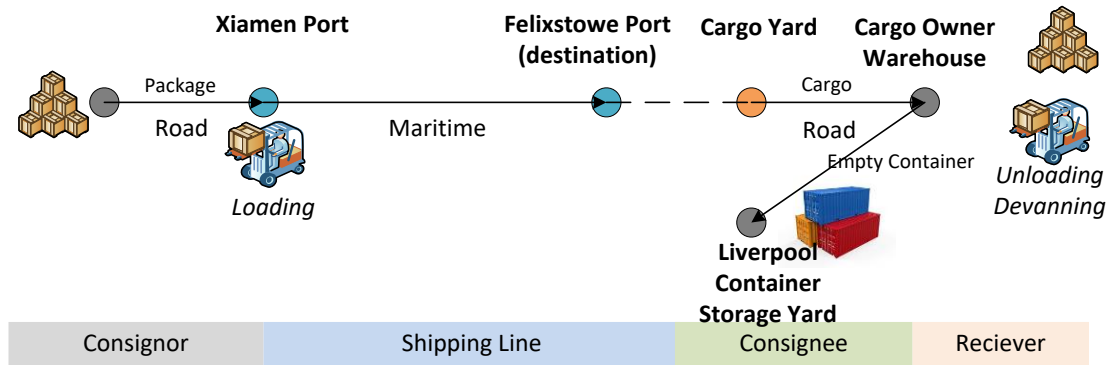 Xiamen Port
Felixstowe Port
(destination)
Cargo Yard
Cargo Owner
Warehouse
Package
Cargo
Road
Maritime
Road
Empty Container
Loading
Unloading
Devanning
Liverpool
Container
Storage Yard
Consignor
Shipping Line
Consignee
Reciever